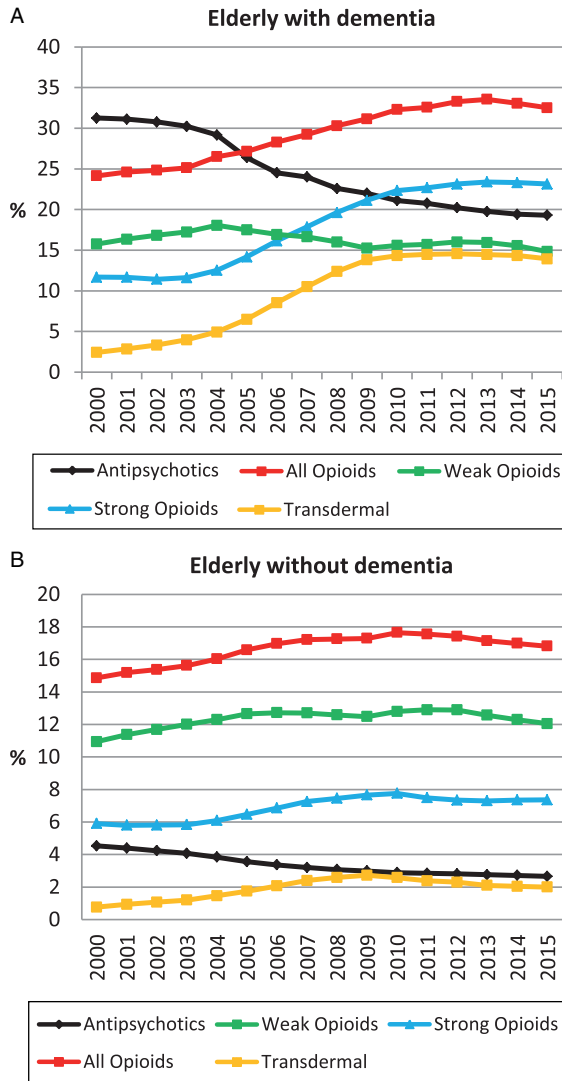 A
Elderly with dementia
40
35
30
25
20
15
10
5
0
%
2000 2001 2002 2003 2004 2005 2006 2007 2008 2009 2010 2011 2012 2013 2014 2015
Antipsychotics All Opioids Weak Opioids
Strong Opioids Transdermal
B
Elderly without dementia
20
18
16
14
12
10
8
6
4
2
0
%
2000 2001 2002 2003 2004 2005 2006 2007 2008 2009 2010 2011 2012 2013 2014 2015
Antipsychotics Weak Opioids Strong Opioids
All Opioids Transdermal